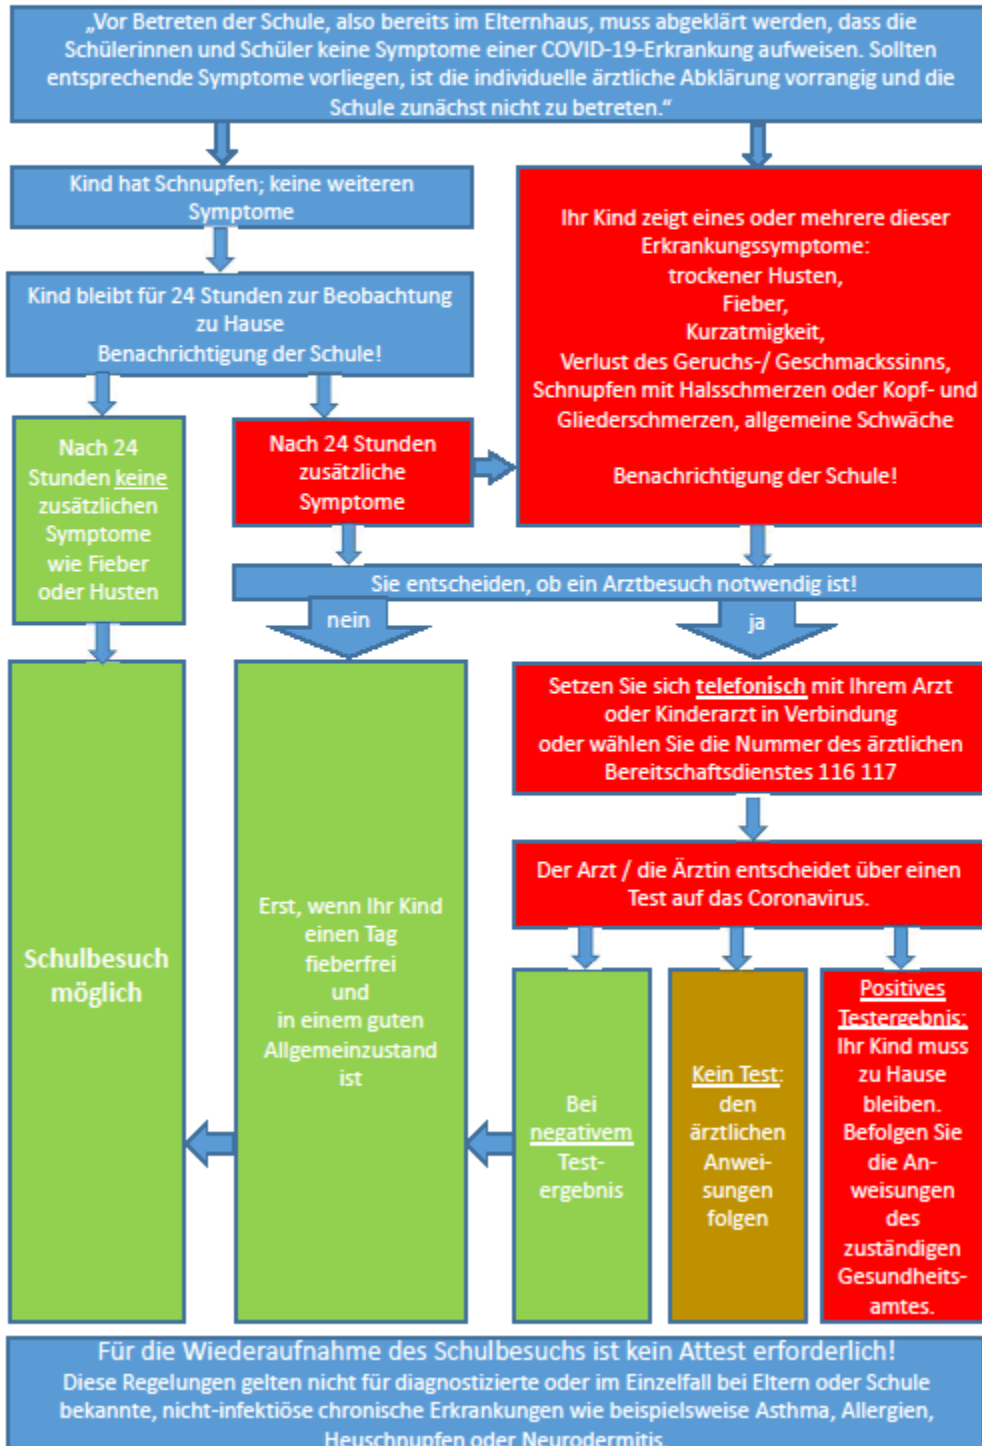 „Vor Betreten der Schule, also bereits im Elternhaus, muss abgeklärt werden, dass die
Schülerinnen und Schüler keine Symptome einer COVID-19-Erkrankung aufweisen. Sollten
entsprechende Symptome vorliegen, ist die individuelle ärztliche Abklärung vorrangig und die
Schule zunächst nicht zu betreten.“
Kind hat Schnupfen; keine weiteren
Symptome
Kind bleibt für 24 Stunden zur Beobachtung
zu Hause
Benachrichtigung der Schule!
Ihr Kind zeigt eines oder mehrere dieser
Erkrankungssymptome:
trockener Husten,
Fieber,
Kurzatmigkeit,
Verlust des Geruchs-/ Geschmackssinns,
Schnupfen mit Halsschmerzen oder Kopf- und
Gliederschmerzen, allgemeine Schwäche
Benachrichtigung der Schule!
Nach 24
Stunden keine
zusätzlichen
Symptome
wie Fieber
oder Husten
Nach 24 Stunden
zusätzliche
Symptome
Sie entscheiden, ob ein Arztbesuch notwendig ist!
nein
ja
Schulbesuch
möglich
Erst, wenn Ihr Kind
einen Tag
fieberfrei
und
in einem guten
Allgemeinzustand
ist
Setzen Sie sich telefonisch mit Ihrem Arzt
oder Kinderarzt in Verbindung
oder wählen Sie die Nummer des ärztlichen
Bereitschaftsdienstes 116 117
Der Arzt / die Ärztin entscheidet über einen
Test auf das Coronavirus.
Bei
negativem
Test-
ergebnis
Kein Test:
den
ärztlichen
Anwei-
sungen
folgen
Positives
Testergebnis:
Ihr Kind muss
zu Hause
bleiben.
Befolgen Sie
die An-
weisungen
des
zuständigen
Gesundheits-
amtes.
Für die Wiederaufnahme des Schulbesuchs ist kein Attest erforderlich!
Diese Regelungen gelten nicht für diagnostizierte oder im Einzelfall bei Eltern oder Schule
bekannte, nicht-infektiöse chronische Erkrankungen wie beispielsweise Asthma, Allergien,
Heuschnupfen oder Neurodermitis